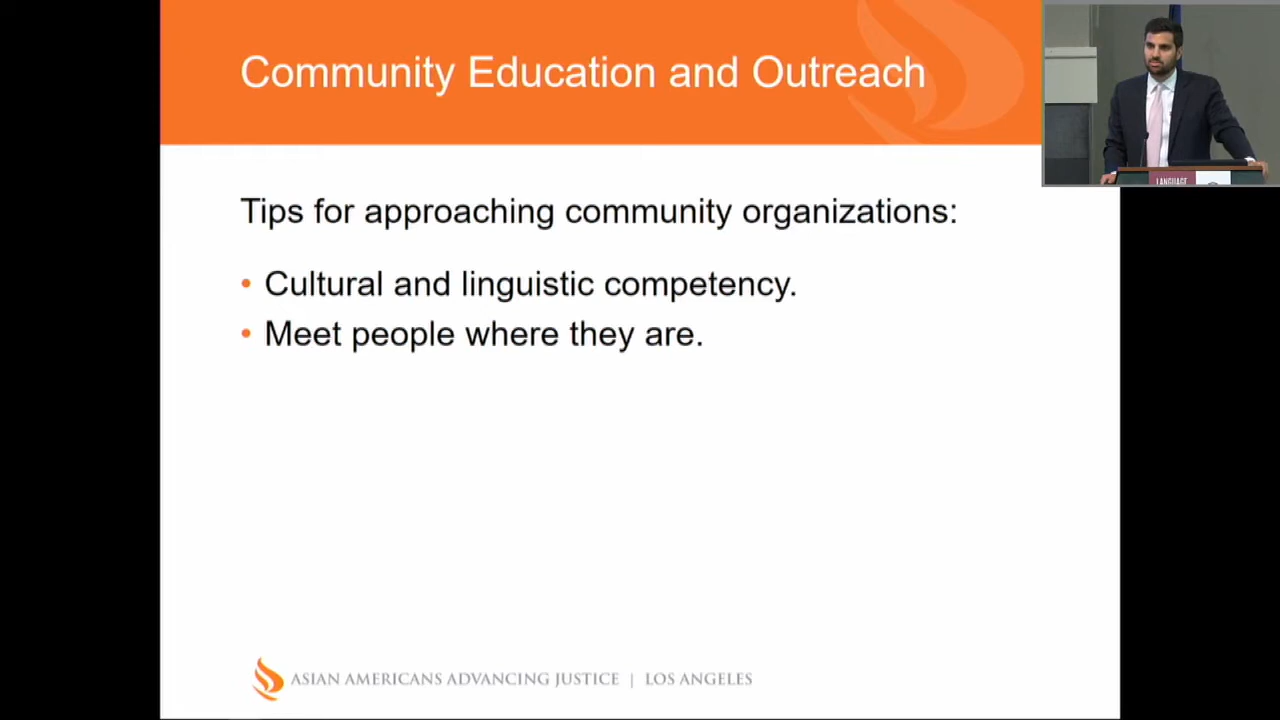 Community Education and Outreach
Tips for approaching community organizations:
• Cultural and linguistic competency.
• Meet people where they are.
ASIAN AMERICANS ADVANCING JUSTICE | LOS ANGELES
LANGUAGE